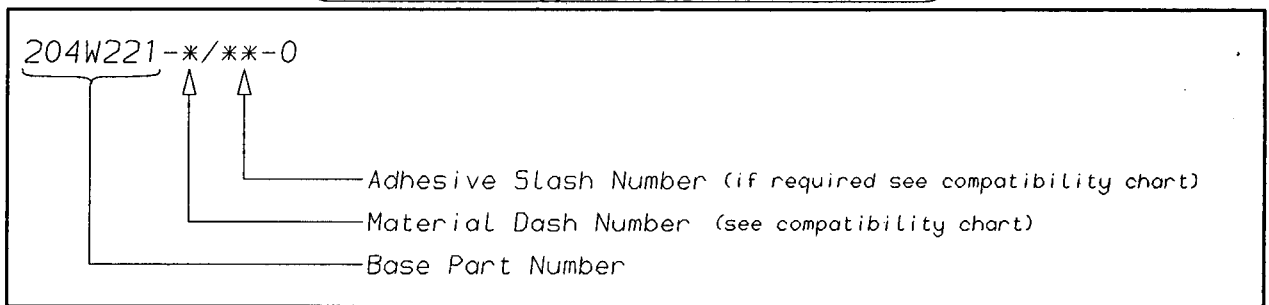 204W221-*/**-0
Adhesive Slash Number (if required see compatibility chart)
Material Dash Number (see compatibility chart)
Base Part Number